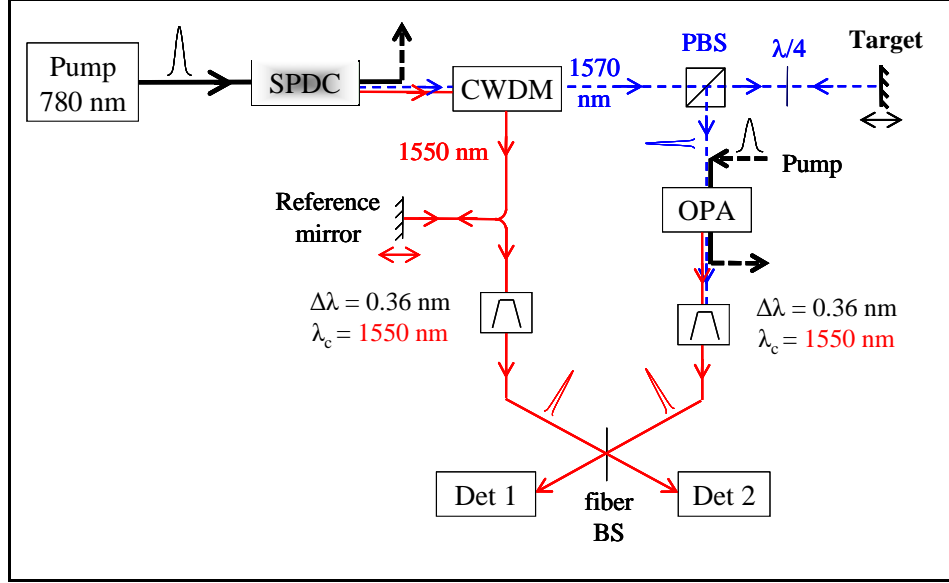 Pump
780 nm
SPDC
CWDM
1570
nm
PBS
λ/4
Target
1550 nm
Pump
Reference
mirror
OPA
Δλ = 0.36 nm
λc = 1550 nm
Δλ = 0.36 nm
λc = 1550 nm
Det 1
fiber
BS
Det 2